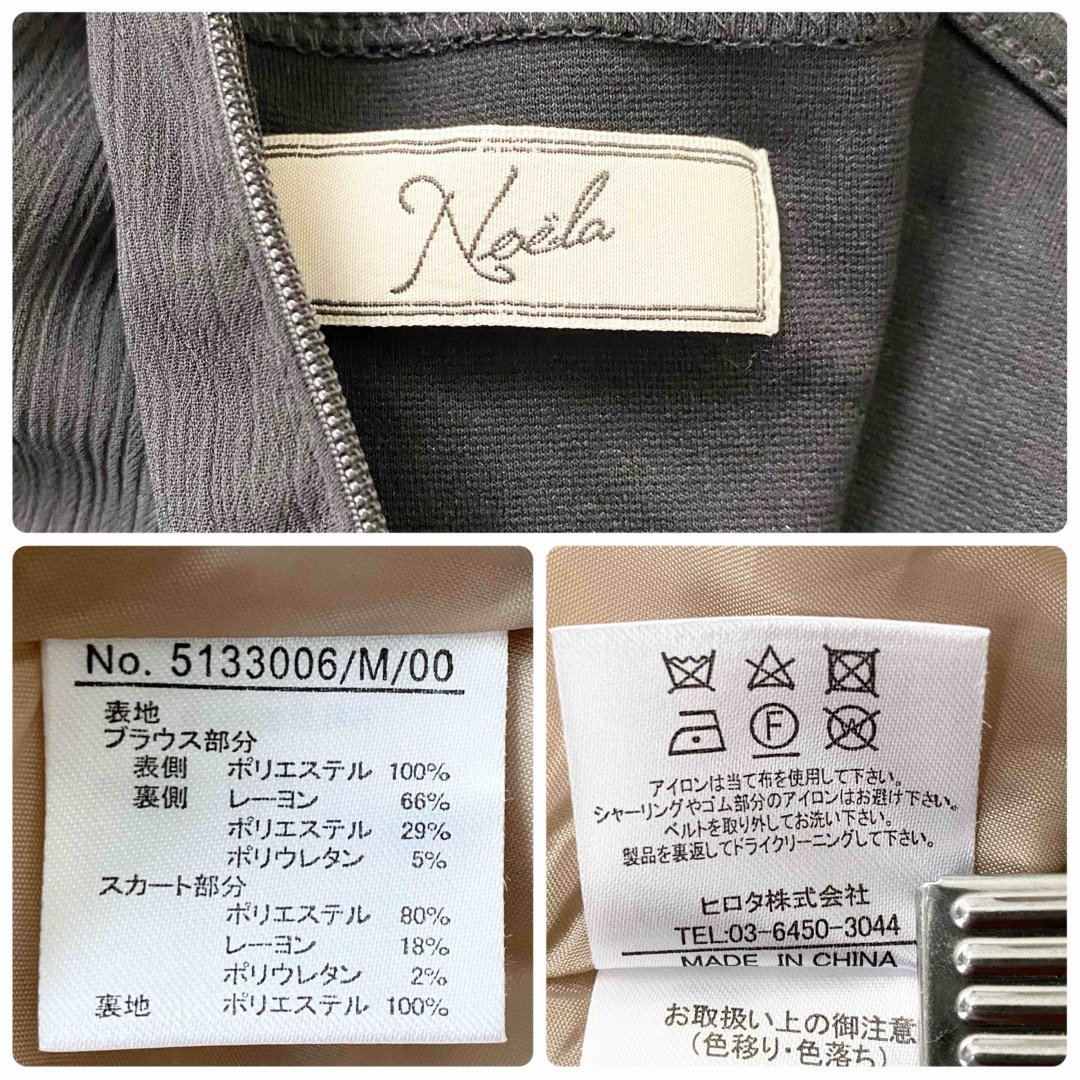 Noëla
No. 5133006/M/00
表地
ブラウス部分
表側 ポリエステル 100%
裏側 レーヨン 66%
ポリエステル 29%
ポリウレタン 5%
スカート部分
ポリエステル 80%
レーヨン 18%
ポリウレタン 2%
裏地 ポリエステル 100%
F
W
アイロンは当て布を使用して下さい。
シャーリングやゴム部分のアイロンはお避け下さい。
ベルトを取り外してお洗い下さい。
製品を裏返してドライクリーニングして下さい。
ヒロタ株式会社
TEL:03-6450-3044
MADE IN CHINA
お取扱い上の御注意
(色移り・色落ち)